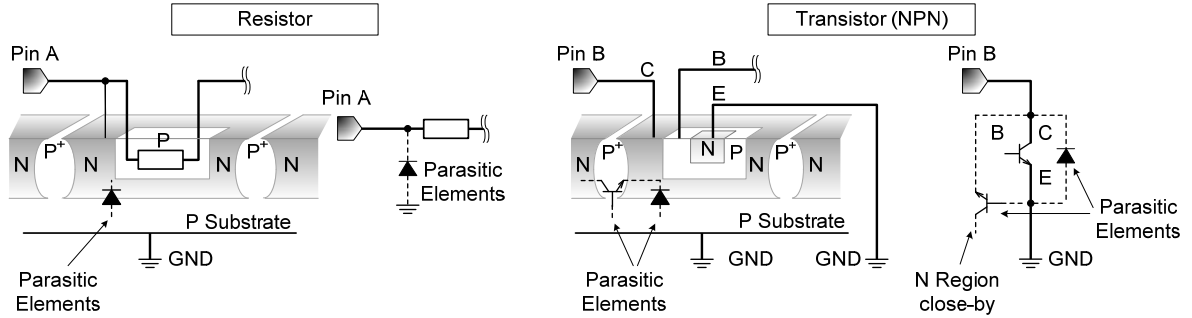 Resistor
Pin A
N
P+
N
P
N
P+
N
Parasitic
Elements
P Substrate
GND
Pin A
Parasitic
Elements
Transistor (NPN)
Pin B
C
B
E
N
P+
N
N
P
N
P+
N
P Substrate
Parasitic
Elements
GND
GND
Pin B
B
C
E
Parasitic
Elements
N Region
close-by
GND